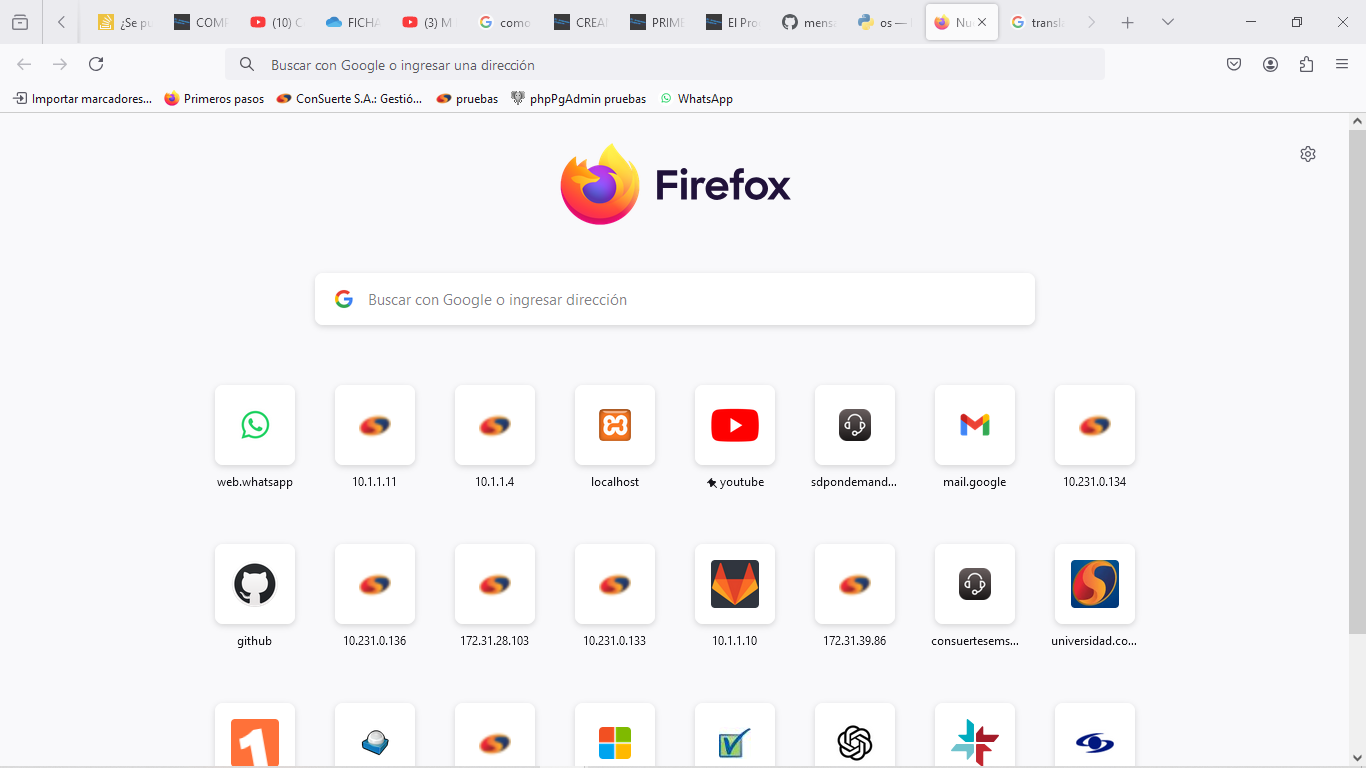 ¿Se pu
COMP
(10) C
FICHA
(3) M
como
CREAI
PRIME
El Pro
mensa
os —
Nu
transla
Buscar con Google o ingresar una dirección
Importar marcadores...
Primeros pasos
ConSuerte S.A.: Gestió...
pruebas
phpPgAdmin pruebas
WhatsApp
Firefox
Buscar con Google o ingresar dirección
web.whatsapp
10.1.1.11
10.1.1.4
localhost
youtube
sdpondemand...
mail.google
10.231.0.134
github
10.231.0.136
172.31.28.103
10.231.0.133
10.1.1.10
172.31.39.86
consuertesems...
universidad.co...